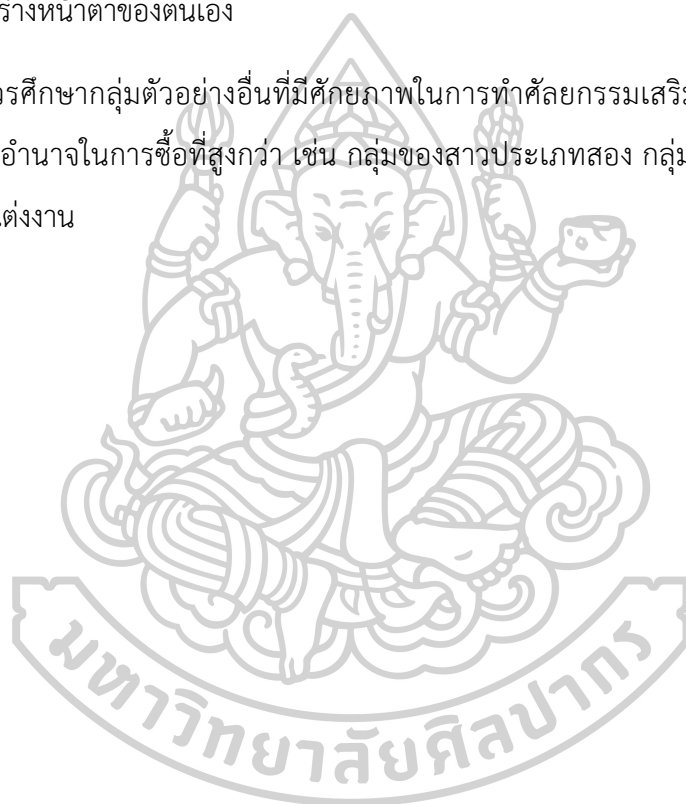 ร่างหน้าตาของตนเอง
วรศึกษากลุ่มตัวอย่างอื่นที่มีศักยภาพในการทำศัลยกรรมเสริม
อำนาจในการซื้อที่สูงกว่า เช่น กลุ่มของสาวประเภทสอง กลุ่ม
แต่งงาน
มหาวิทยาลัยศิลปากร